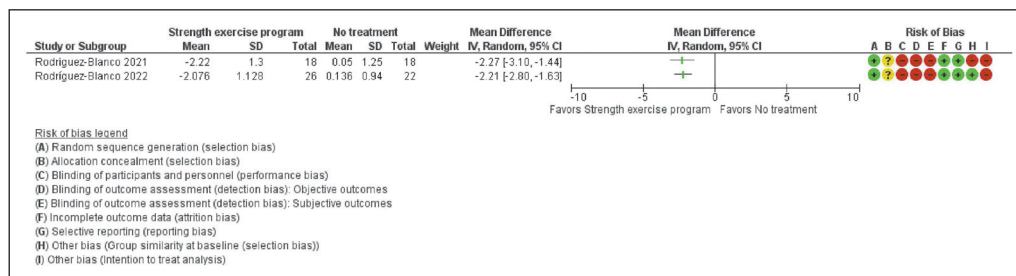 Strength exercise program No treatment Mean Difference Mean Difference Risk of Bias
Study or Subgroup Mean SD Total Mean SD Total Weight IV, Random, 95% CI IV, Random, 95% CI A B C D E F G H I
Rodríguez-Blanco 2021 -2.22 1.3 18 0.05 1.25 18 -2.27 [-3.10, -1.44] + ? - - - + + - -
Rodríguez-Blanco 2022 -2.076 1.128 26 0.136 0.94 22 -2.21 [-2.80, -1.63] + ? - - - + + + -
-10 -5 0 5 10
Favors Strength exercise program Favors No treatment
Risk of bias legend
(A) Random sequence generation (selection bias)
(B) Allocation concealment (selection bias)
(C) Blinding of participants and personnel (performance bias)
(D) Blinding of outcome assessment (detection bias): Objective outcomes
(E) Blinding of outcome assessment (detection bias): Subjective outcomes
(F) Incomplete outcome data (attrition bias)
(G) Selective reporting (reporting bias)
(H) Other bias (Group similarity at baseline (selection bias))
(I) Other bias (Intention to treat analysis)